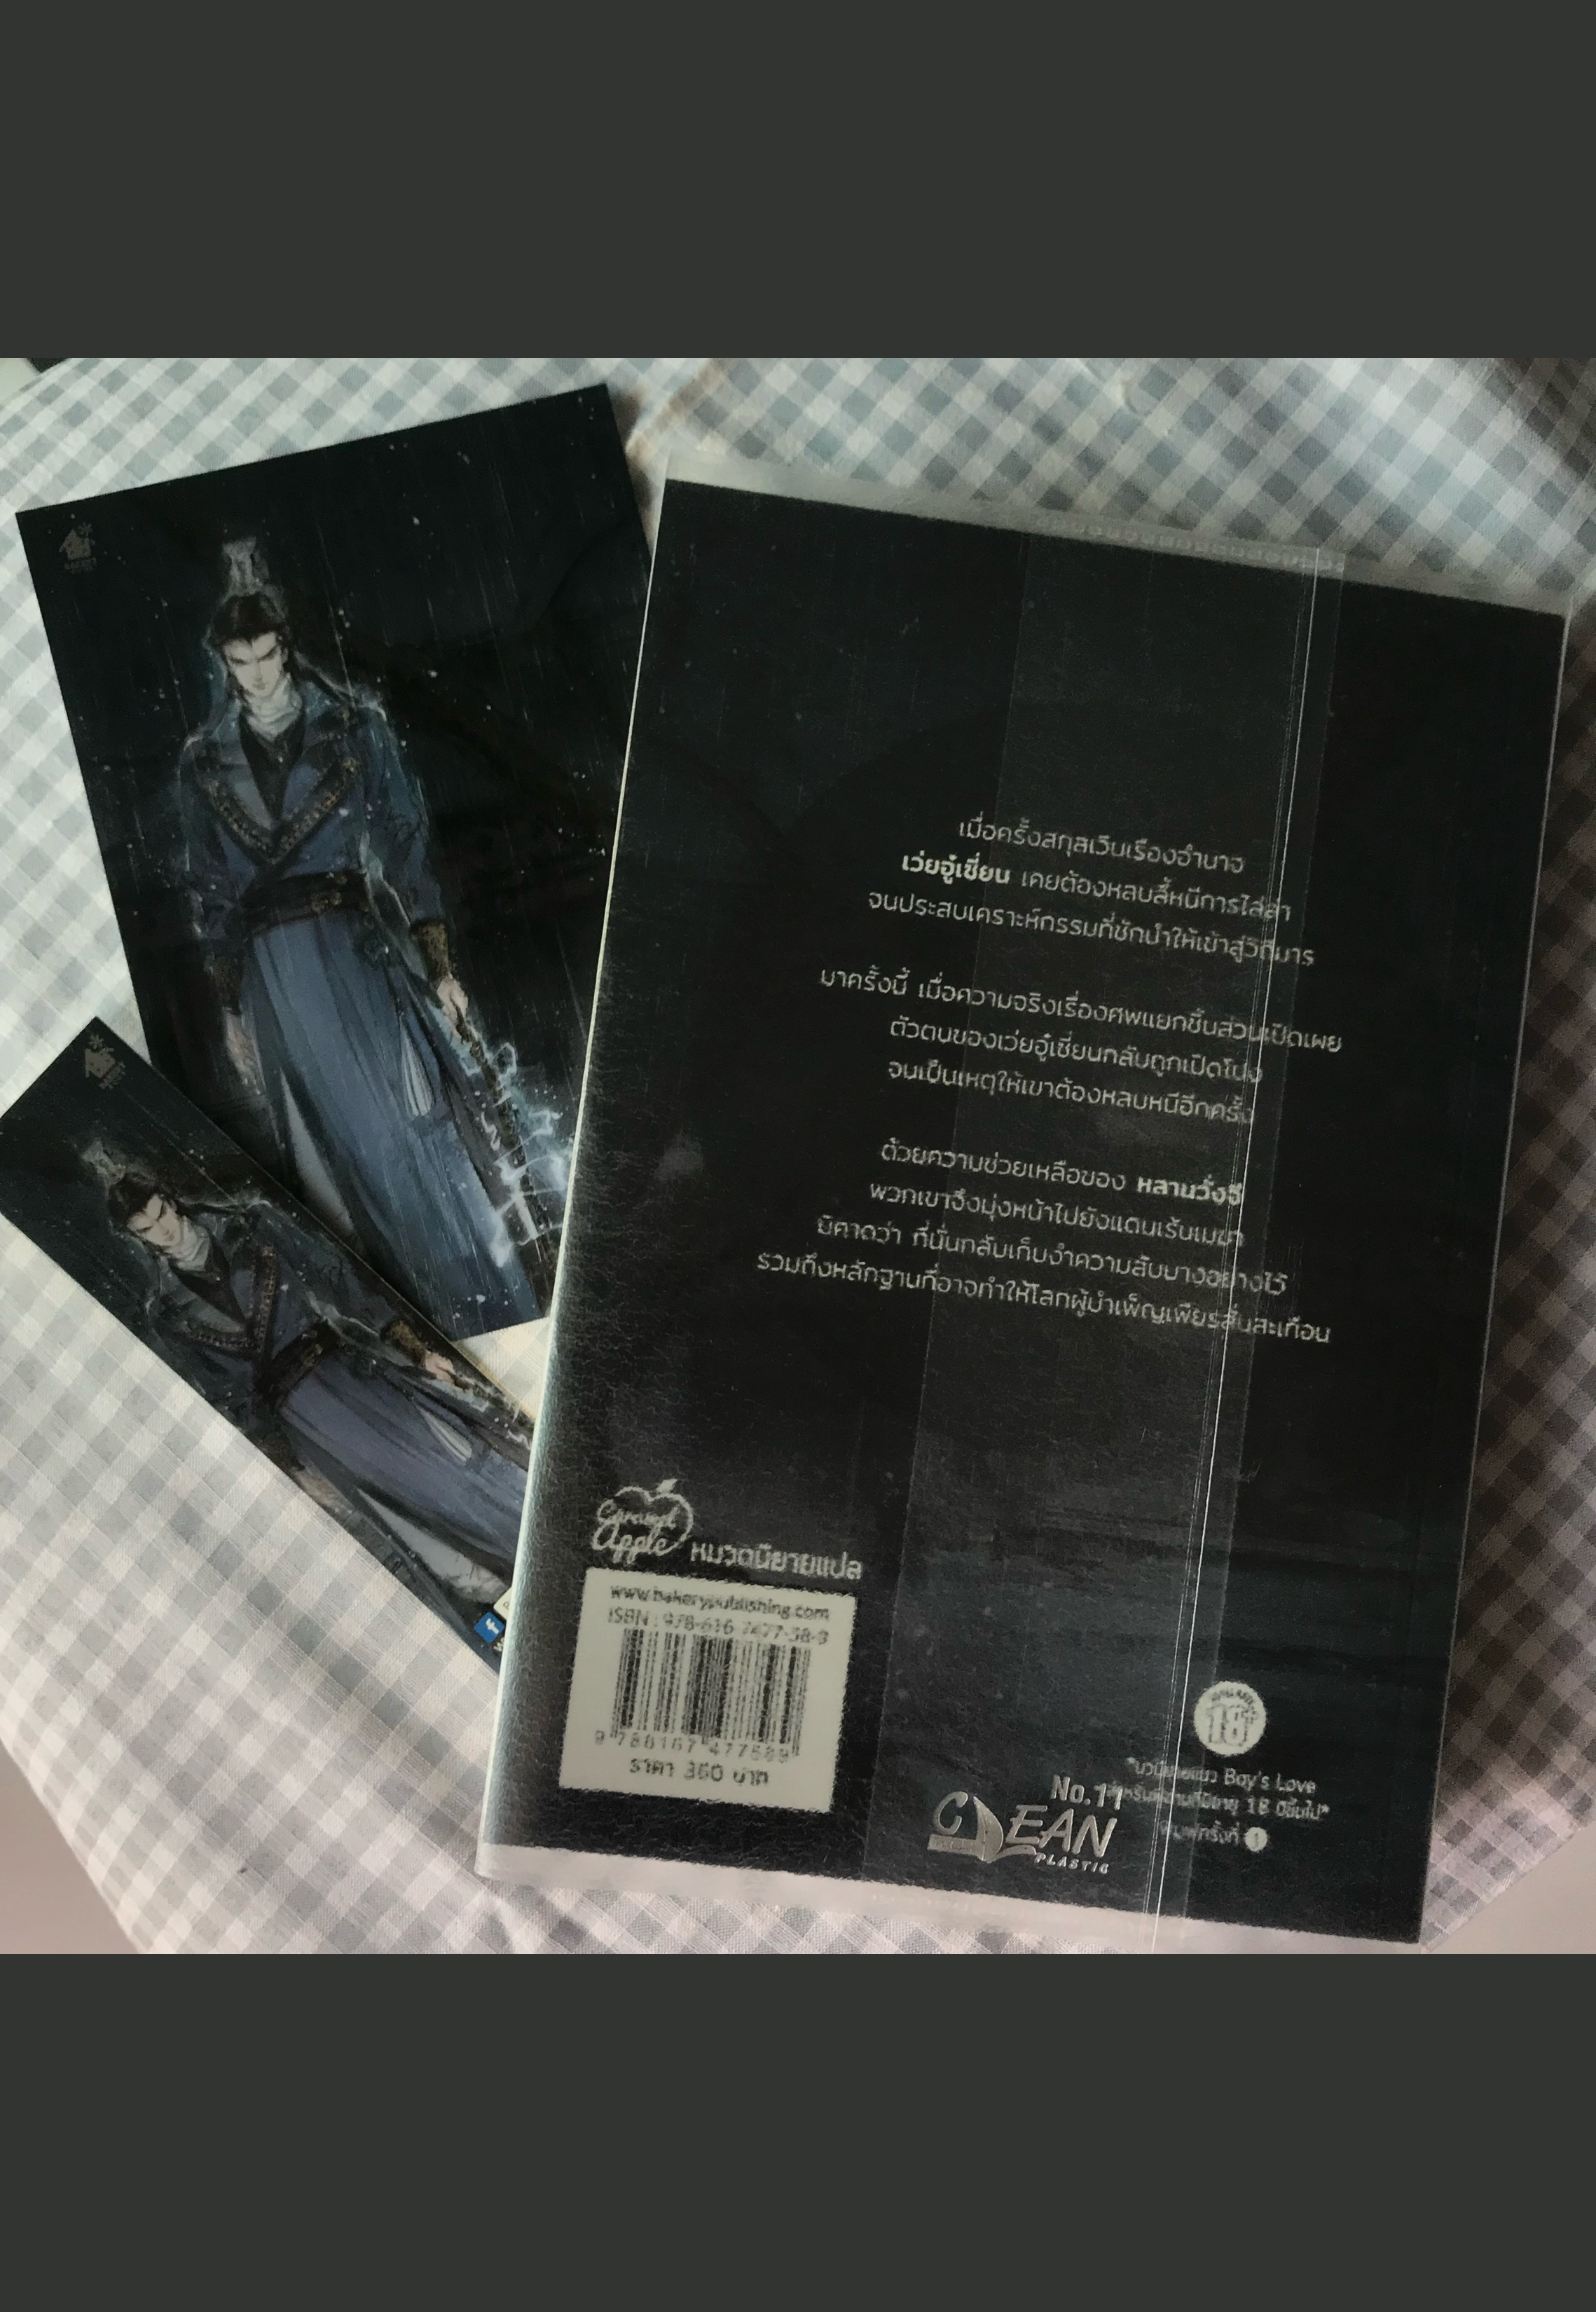 เมื่อครั้งสกุลเวินเรืองอำนาจ
เว่ยอู๋เซี่ยน เคยต้องหลบลี้หนีการไล่ล่า
จนประสบเคราะห์กรรมที่ชักนำให้เข้าสู่วิถีมาร
มาครั้งนี้ เมื่อความจริงเรื่องศพแยกชิ้นส่วนเปิดเผย
ตัวตนของเว่ยอู๋เซี่ยนกลับถูกเปิดโปง
จนเป็นเหตุให้เขาต้องหลบหนีอีกครั้ง
ด้วยความช่วยเหลือของ หลานวั่งจี
พวกเขาจึงมุ่งหน้าไปยังแดนเร้นเมฆา
มิคาดว่า ที่นั่นกลับเก็บงำความลับบางอย่างไว้
รวมถึงหลักฐานที่อาจทำให้โลกผู้บำเพ็ญเพียรสั่นสะเทือน
Apple หมวดนิยายแปล
www.bakerypublishing.com
ISBN : 978-616-7477-58-9
9 786167 477589
ราคา 360 บาท
18
Boy's Love
สำหรับผู้อ่านที่มีอายุ 18 ปีขึ้นไป*
พิมพ์ครั้งที่ 1
No.11
CLEAN
PLASTIC
BAKERY
BAKERY